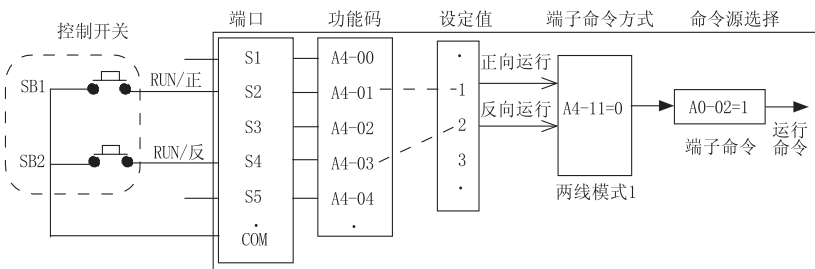 控制开关 端口 功能码 设定值 端子命令方式 命令源选择
S1 A4-00
SB1 RUN/正 S2 A4-01 1 正向运行
S3 A4-02 反向运行 A4-11=0 A0-02=1
SB2 RUN/反 S4 A4-03 2 端子命令 运行命令
S5 A4-04 3 两线模式1
COM